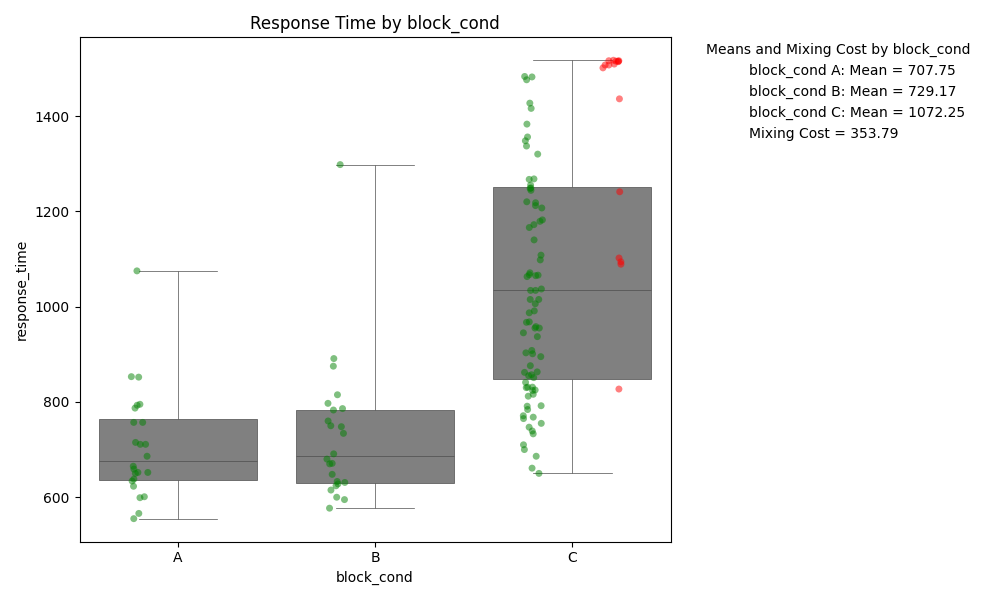 Response Time by block_cond
Means and Mixing Cost by block_cond
block_cond A: Mean = 707.75
block_cond B: Mean = 729.17
block_cond C: Mean = 1072.25
Mixing Cost = 353.79
response_time
1400
1200
1000
800
600
A B C
block_cond